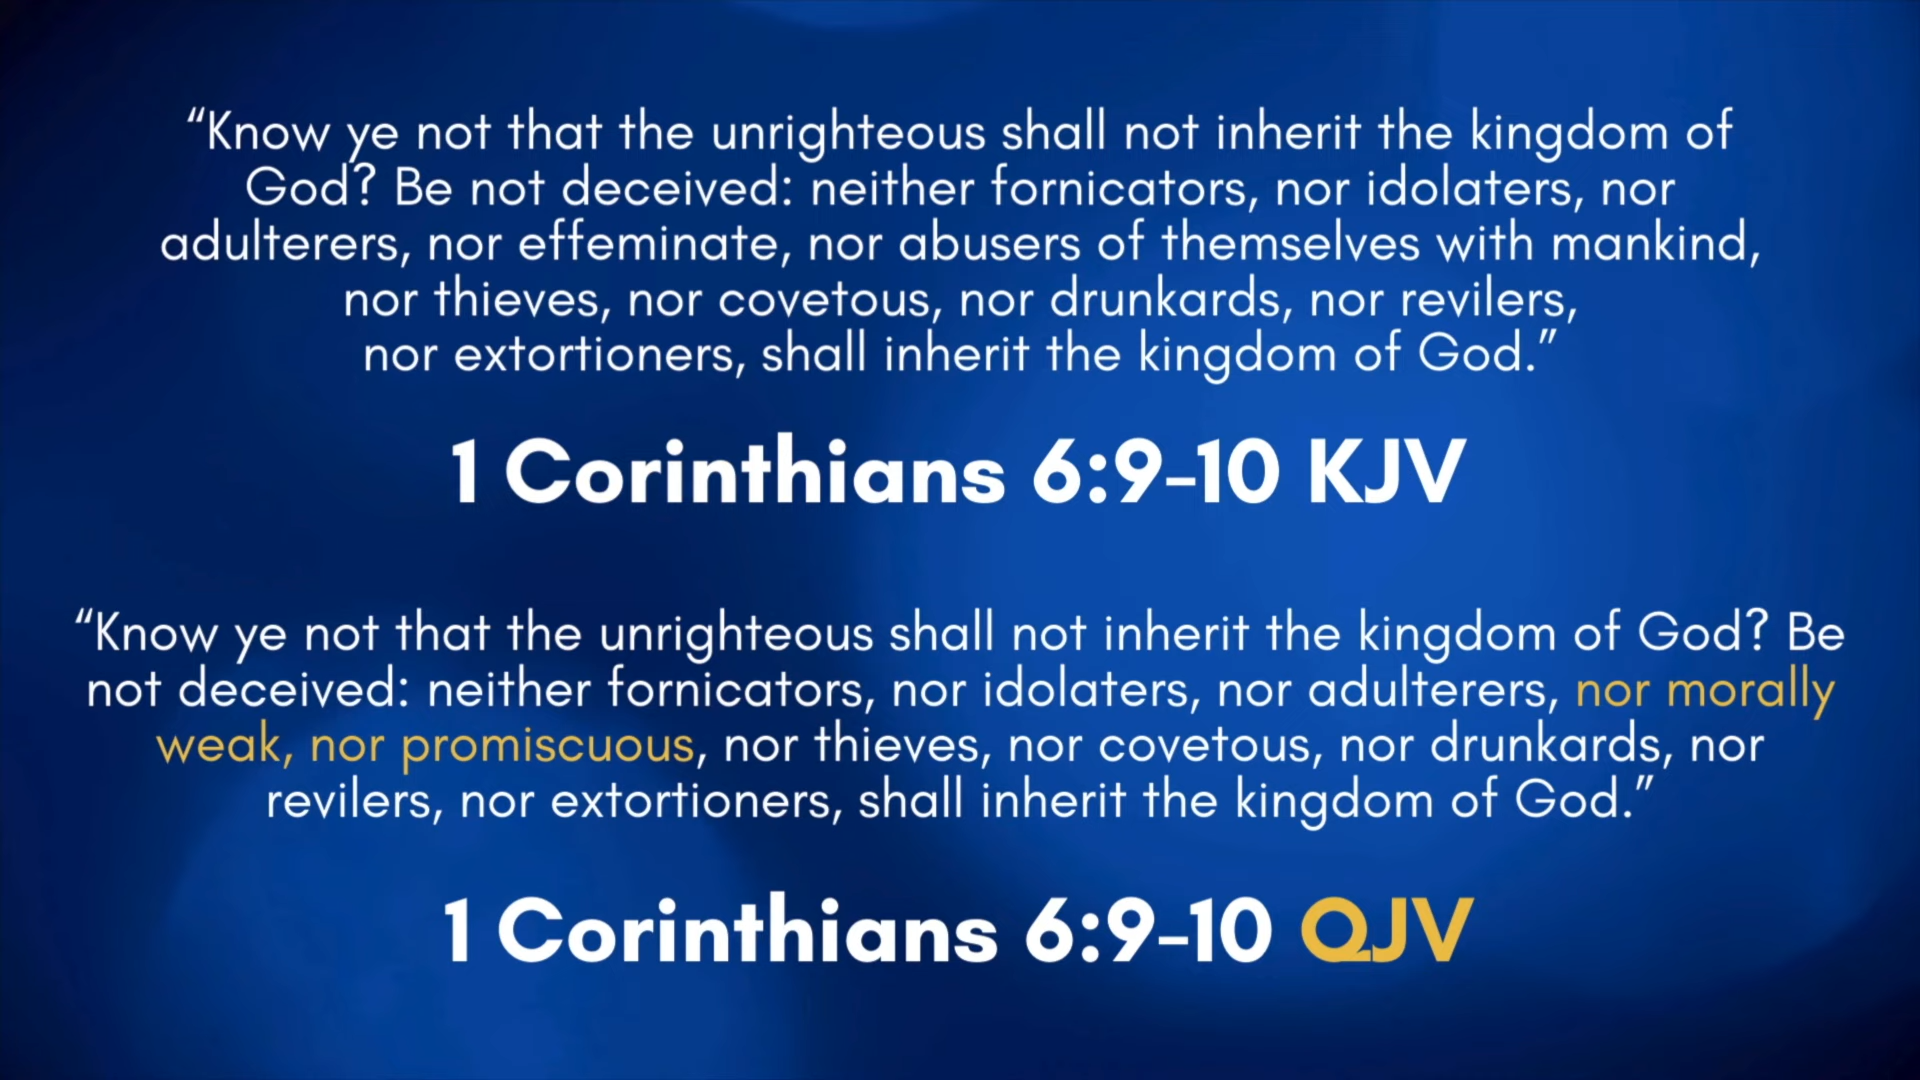 “Know ye not that the unrighteous shall not inherit the kingdom of
God? Be not deceived: neither fornicators, nor idolaters, nor
adulterers, nor effeminate, nor abusers of themselves with mankind,
nor thieves, nor covetous, nor drunkards, nor revilers,
nor extortioners, shall inherit the kingdom of God.”
1 Corinthians 6:9-10 KJV
“Know ye not that the unrighteous shall not inherit the kingdom of God? Be
not deceived: neither fornicators, nor idolaters, nor adulterers, nor morally
weak, nor promiscuous, nor thieves, nor covetous, nor drunkards, nor
revilers, nor extortioners, shall inherit the kingdom of God.”
1 Corinthians 6:9-10 QJV